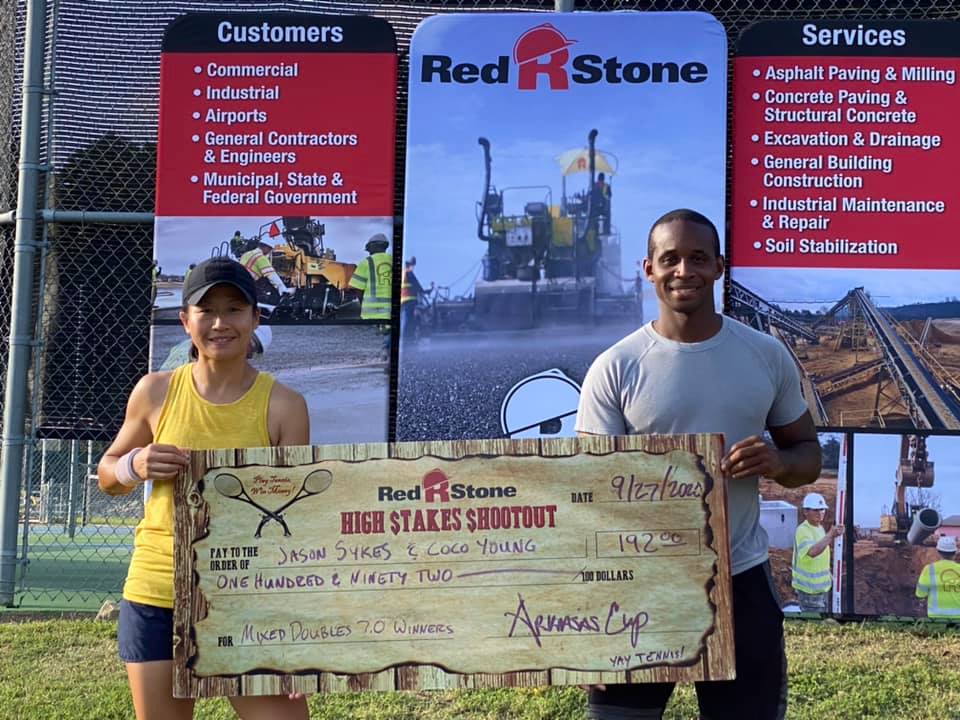 Customers
• Commercial
• Industrial
• Airports
• General Contractors
& Engineers
• Municipal, State &
Federal Government
Red R Stone
Services
• Asphalt Paving & Milling
• Concrete Paving &
Structural Concrete
• Excavation & Drainage
• General Building
Construction
• Industrial Maintenance
& Repair
• Soil Stabilization
Play Tennis,
Win Money!
Red R Stone
HIGH $TAKES $HOOTOUT
DATE 9/27/2020
PAY TO THE
ORDER OF JASON SYKES & COCO YOUNG 192.00
ONE HUNDRED & NINETY TWO /100 DOLLARS
FOR MIXED DOUBLES 7.0 WINNERS
ARKANSAS CUP
YAY TENNIS!